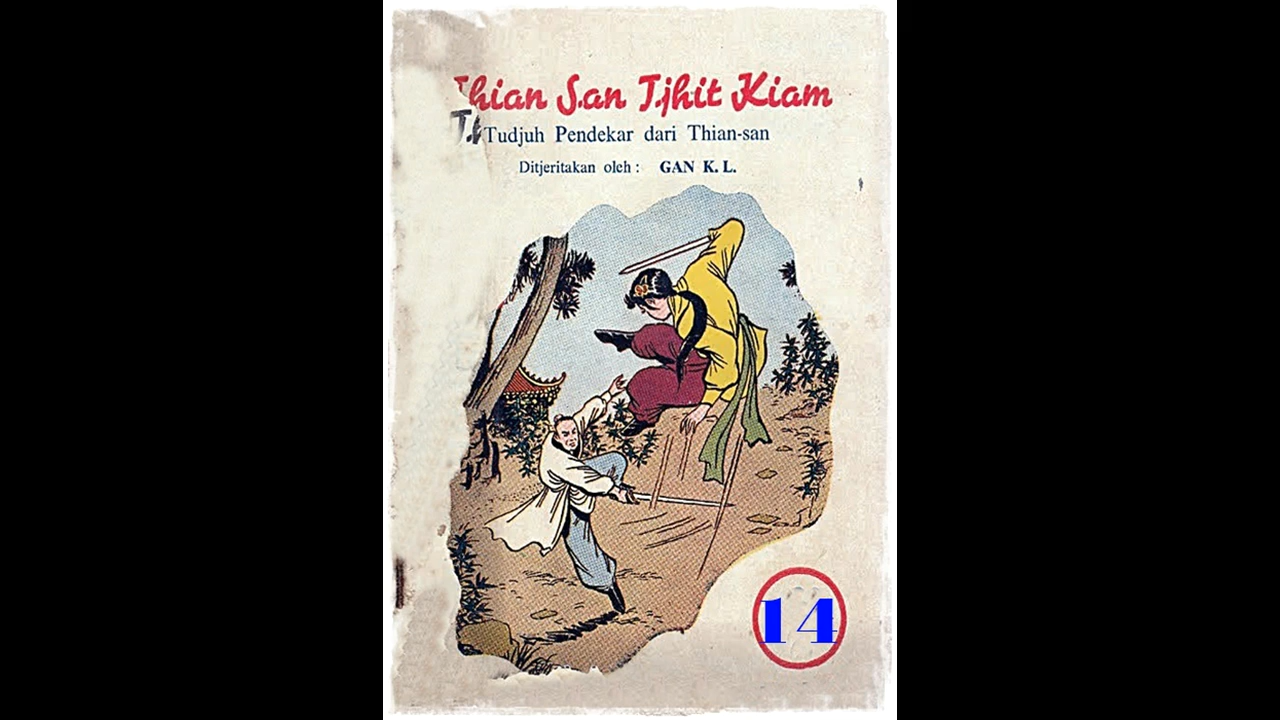 Thian San Tjhit Kiam
Tudjuh Pendekar dari Thian-san
Ditjeritakan oleh : GAN K. L.
14